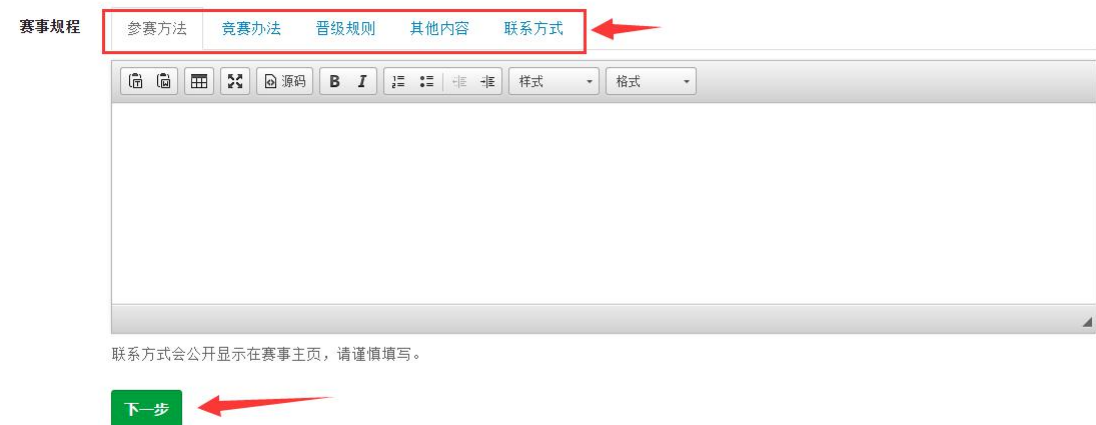 赛事规程 参赛方法 竞赛办法 晋级规则 其他内容 联系方式
源码 B I 样式 格式
联系方式会公开显示在赛事主页，请谨慎填写。
下一步